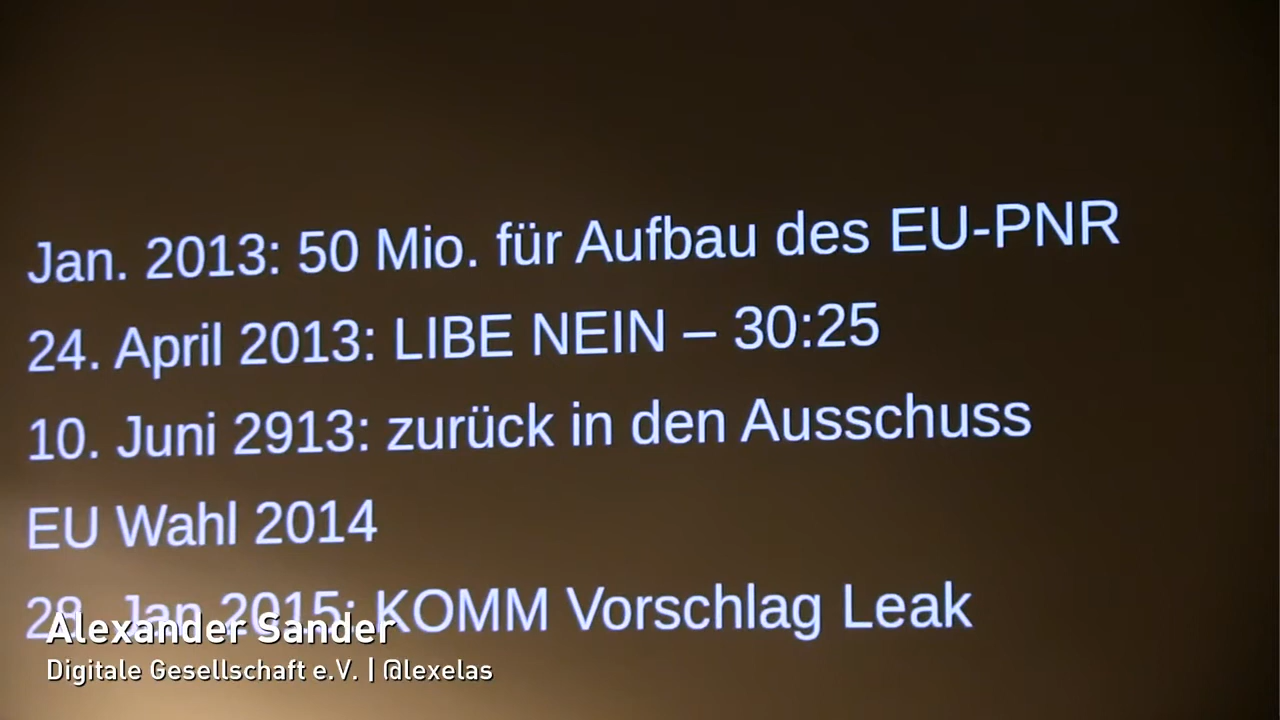 Jan. 2013: 50 Mio. für Aufbau des EU-PNR
24. April 2013: LIBE NEIN – 30:25
10. Juni 2913: zurück in den Ausschuss
EU Wahl 2014
28. Jan 2015: KOMM Vorschlag Leak
Alexander Sander
Digitale Gesellschaft e.V. | @lexelas